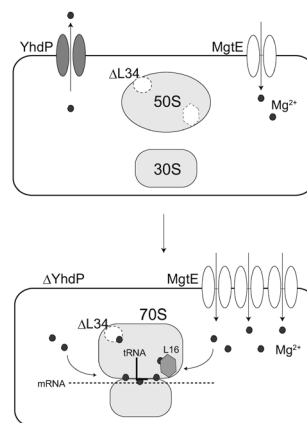 YhdP
MgtE
ΔL34
50S
Mg²⁺
30S
ΔYhdP
MgtE
ΔL34
70S
tRNA
L16
Mg²⁺
mRNA